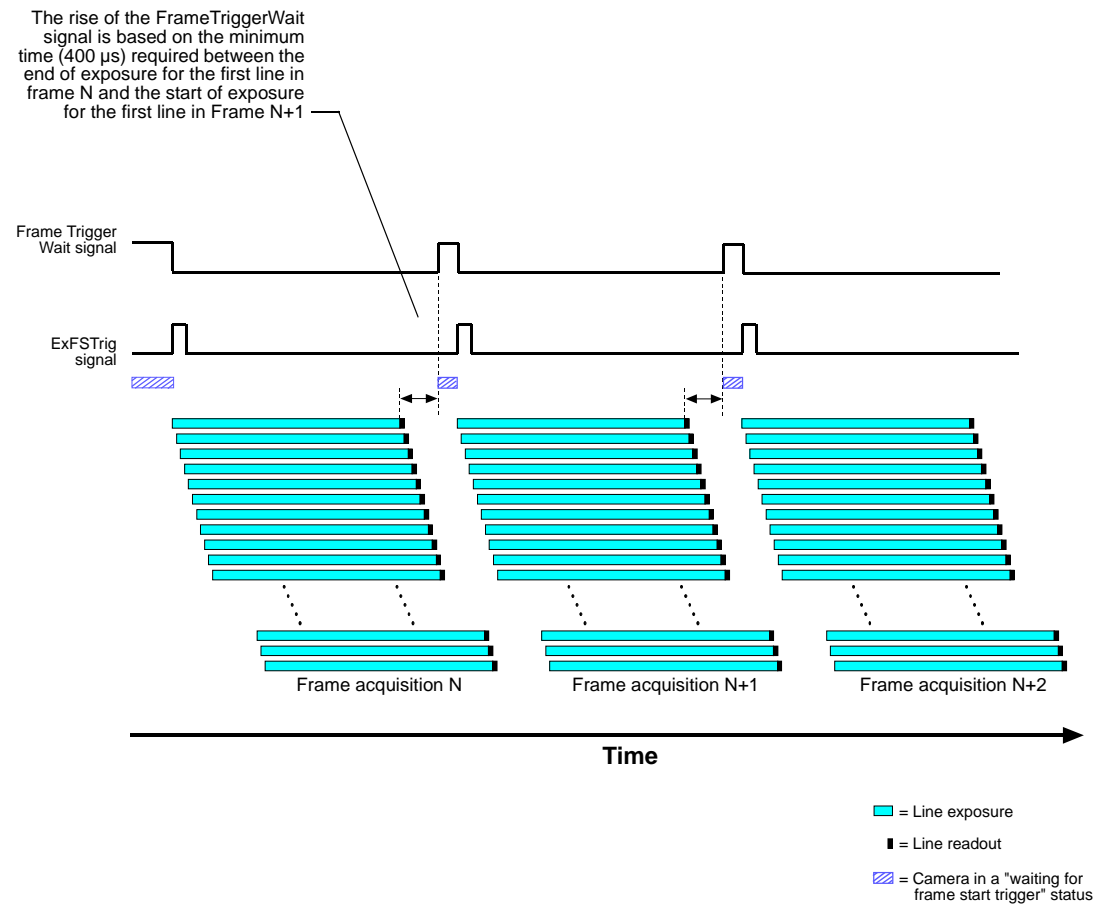 The rise of the FrameTriggerWait
signal is based on the minimum
time (400 µs) required between the
end of exposure for the first line in
frame N and the start of exposure
for the first line in Frame N+1
Frame Trigger
Wait signal
ExFSTrig
signal
Frame acquisition N
Frame acquisition N+1
Frame acquisition N+2
Time
= Line exposure
= Line readout
= Camera in a "waiting for
frame start trigger" status